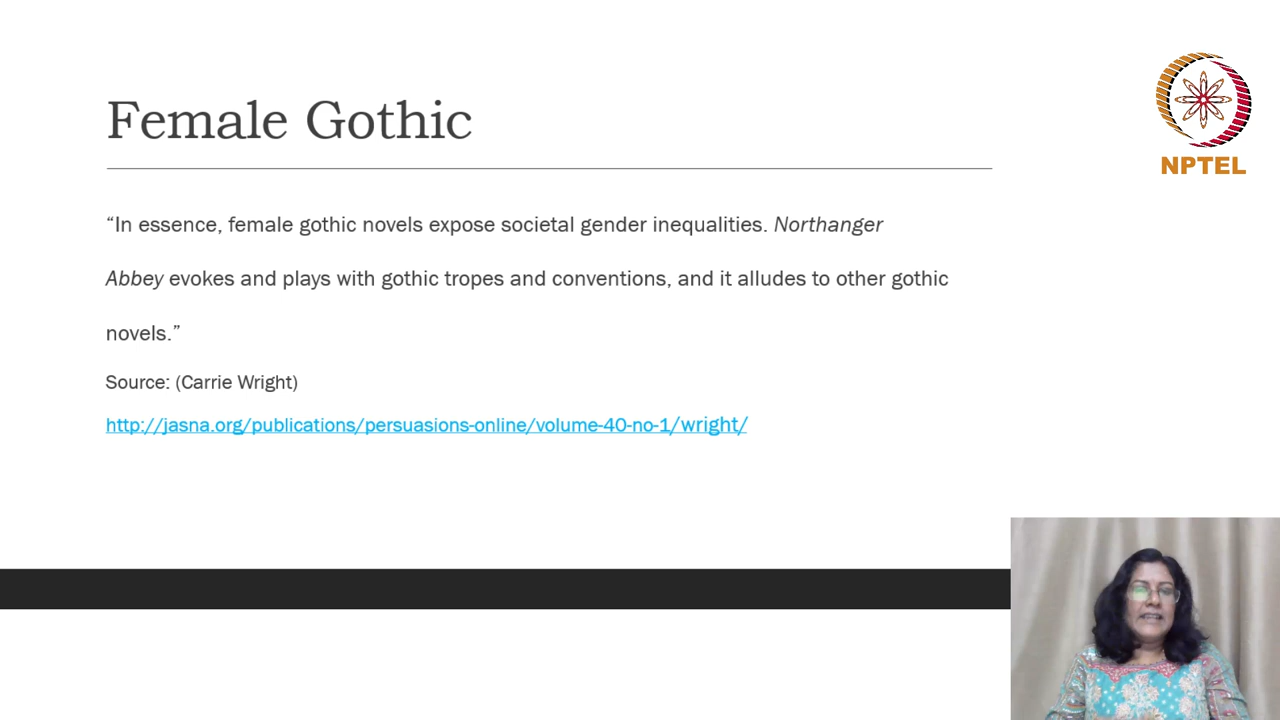 Female Gothic
NPTEL
“In essence, female gothic novels expose societal gender inequalities. Northanger
Abbey evokes and plays with gothic tropes and conventions, and it alludes to other gothic
novels.”
Source: (Carrie Wright)
http://jasna.org/publications/persuasions-online/volume-40-no-1/wright/